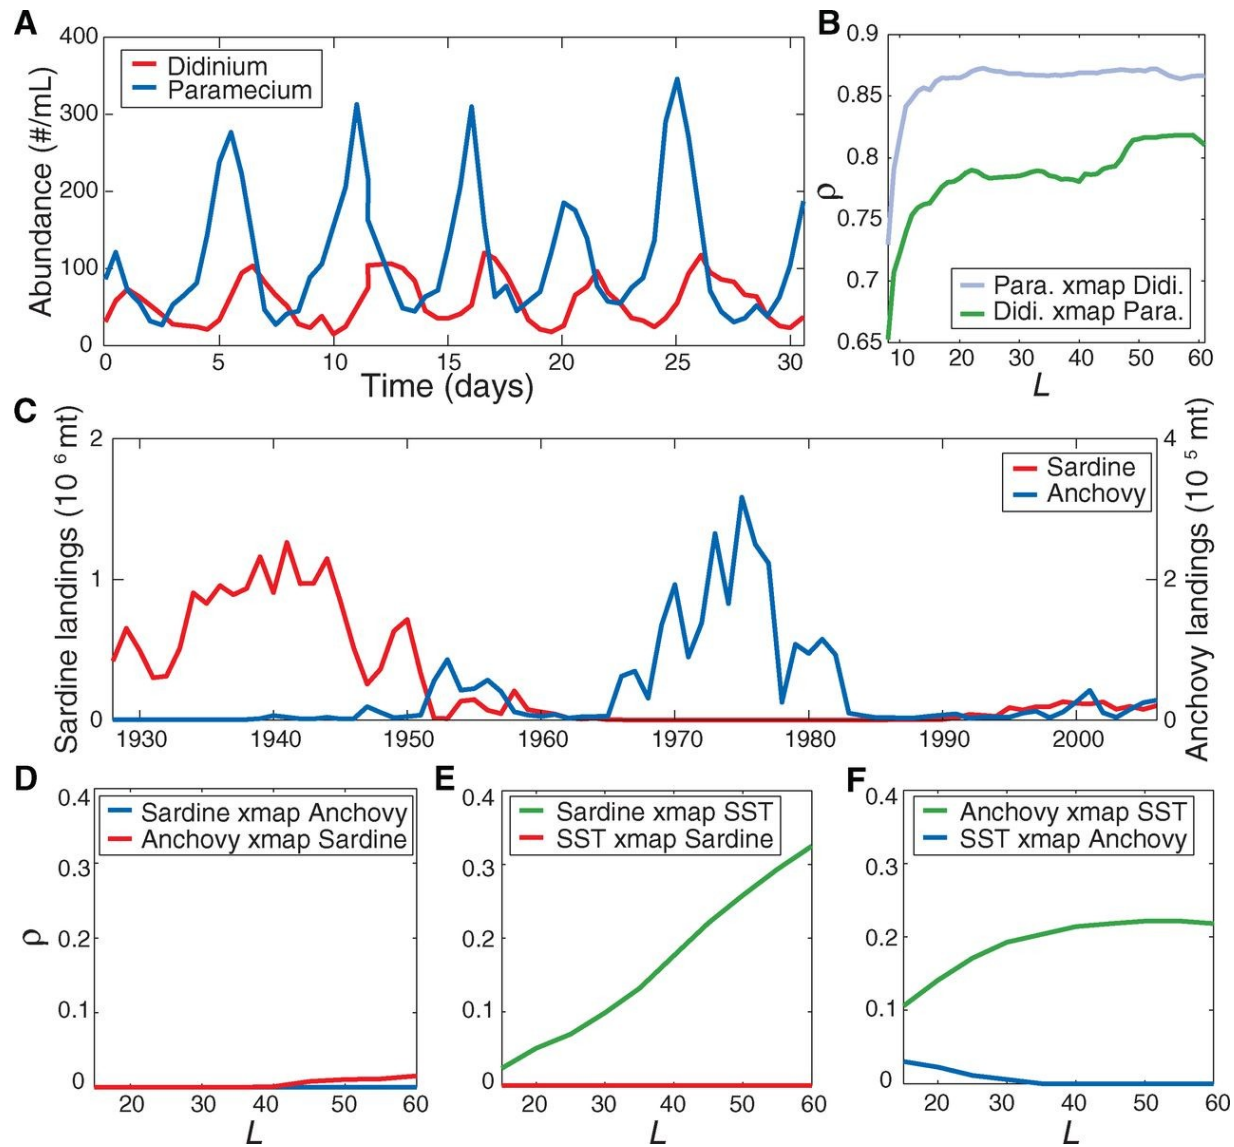 A
400
300
200
100
0
Abundance (#/mL)
Didinium
Paramecium
0 5 10 15 20 25 30
Time (days)
B
0.9
0.85
0.8
0.75
0.7
0.65
ρ
Para. xmap Didi.
Didi. xmap Para.
10 20 30 40 50 60
L
C
Sardine landings (10 6 mt)
2
1
0
Sardine
Anchovy
4
2
0
Anchovy landings (10 5 mt)
1930 1940 1950 1960 1970 1980 1990 2000
D
0.4
0.3
0.2
0.1
0
ρ
Sardine xmap Anchovy
Anchovy xmap Sardine
20 30 40 50 60
L
E
0.4
0.3
0.2
0.1
0
Sardine xmap SST
SST xmap Sardine
20 30 40 50 60
L
F
0.4
0.3
0.2
0.1
0
Anchovy xmap SST
SST xmap Anchovy
20 30 40 50 60
L